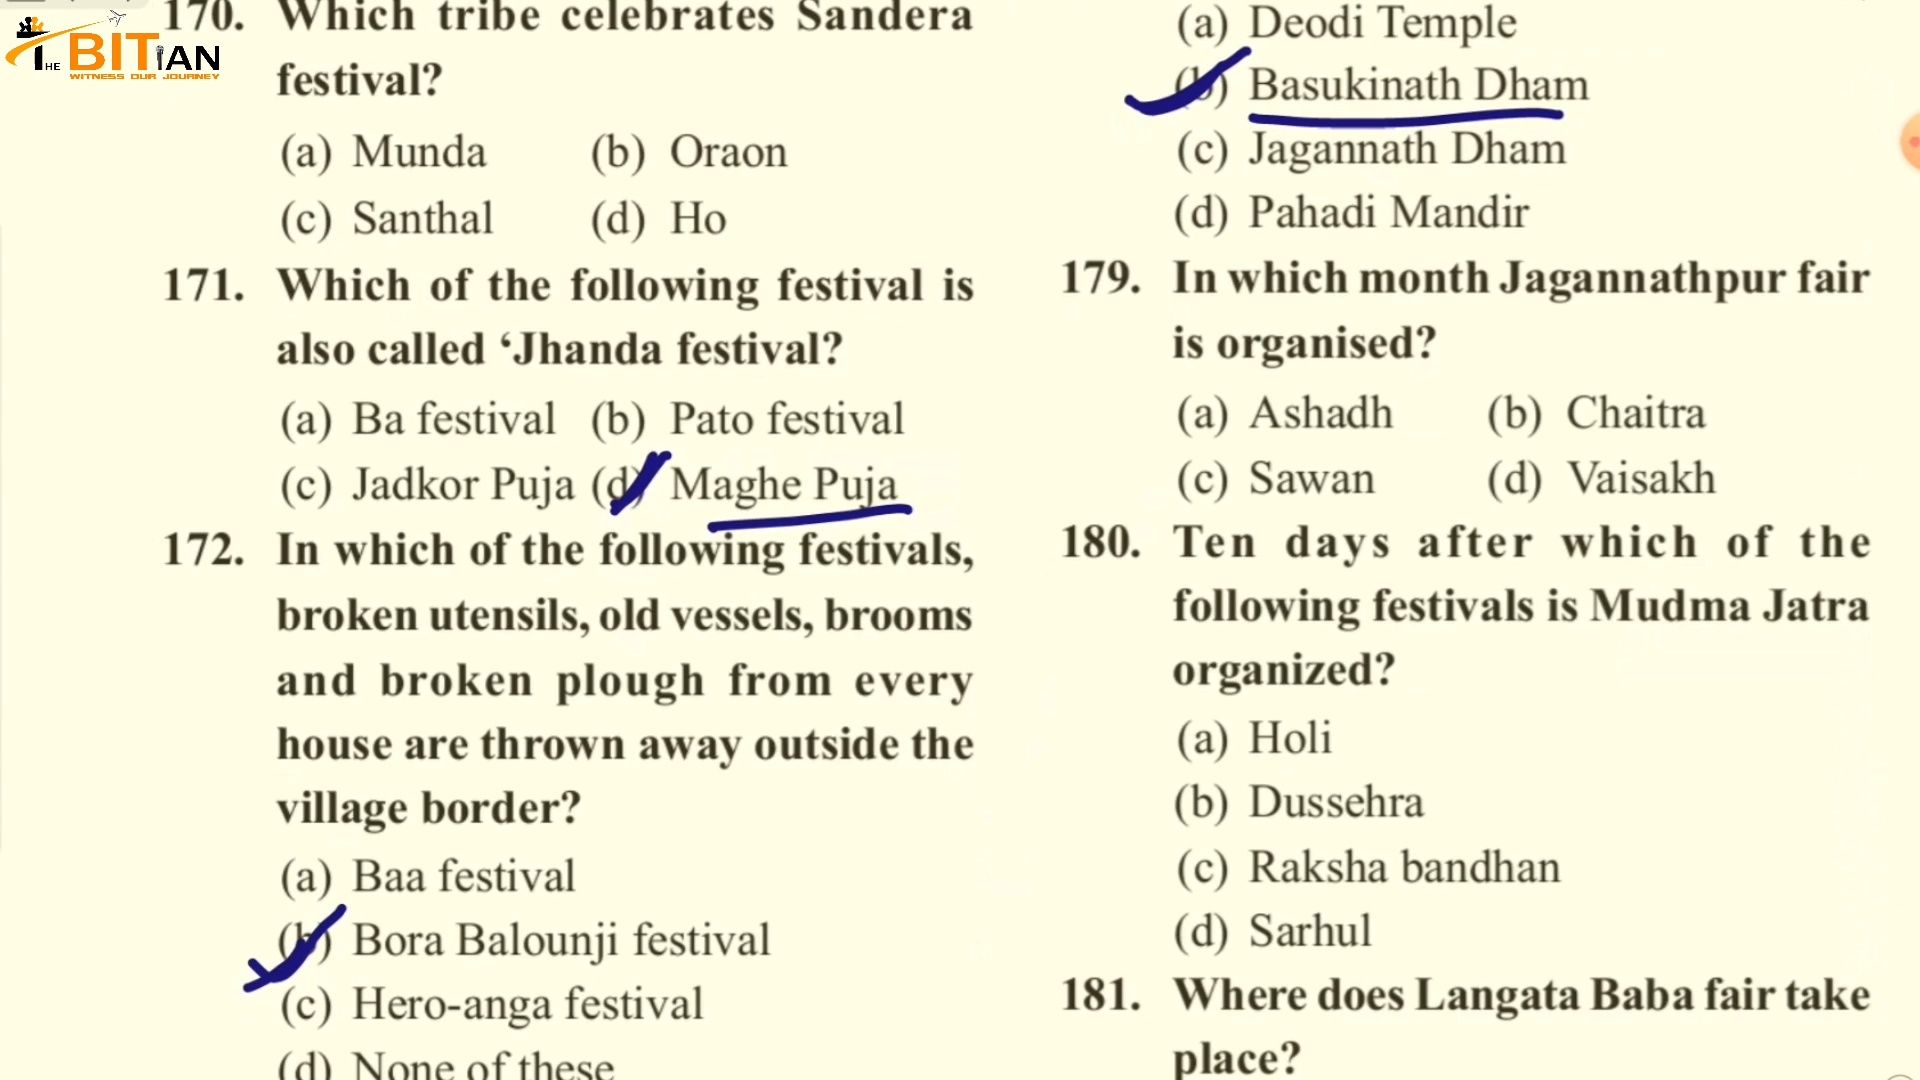 THE BITIAN
WITNESS OUR JOURNEY
170. Which tribe celebrates Sandera
festival?
(a) Munda (b) Oraon
(c) Santhal (d) Ho
171. Which of the following festival is
also called ‘Jhanda festival?
(a) Ba festival (b) Pato festival
(c) Jadkor Puja (d) Maghe Puja
172. In which of the following festivals,
broken utensils, old vessels, brooms
and broken plough from every
house are thrown away outside the
village border?
(a) Baa festival
(b) Bora Balounji festival
(c) Hero-anga festival
(d) None of these
(a) Deodi Temple
(b) Basukinath Dham
(c) Jagannath Dham
(d) Pahadi Mandir
179. In which month Jagannathpur fair
is organised?
(a) Ashadh (b) Chaitra
(c) Sawan (d) Vaisakh
180. Ten days after which of the
following festivals is Mudma Jatra
organized?
(a) Holi
(b) Dussehra
(c) Raksha bandhan
(d) Sarhul
181. Where does Langata Baba fair take
place?